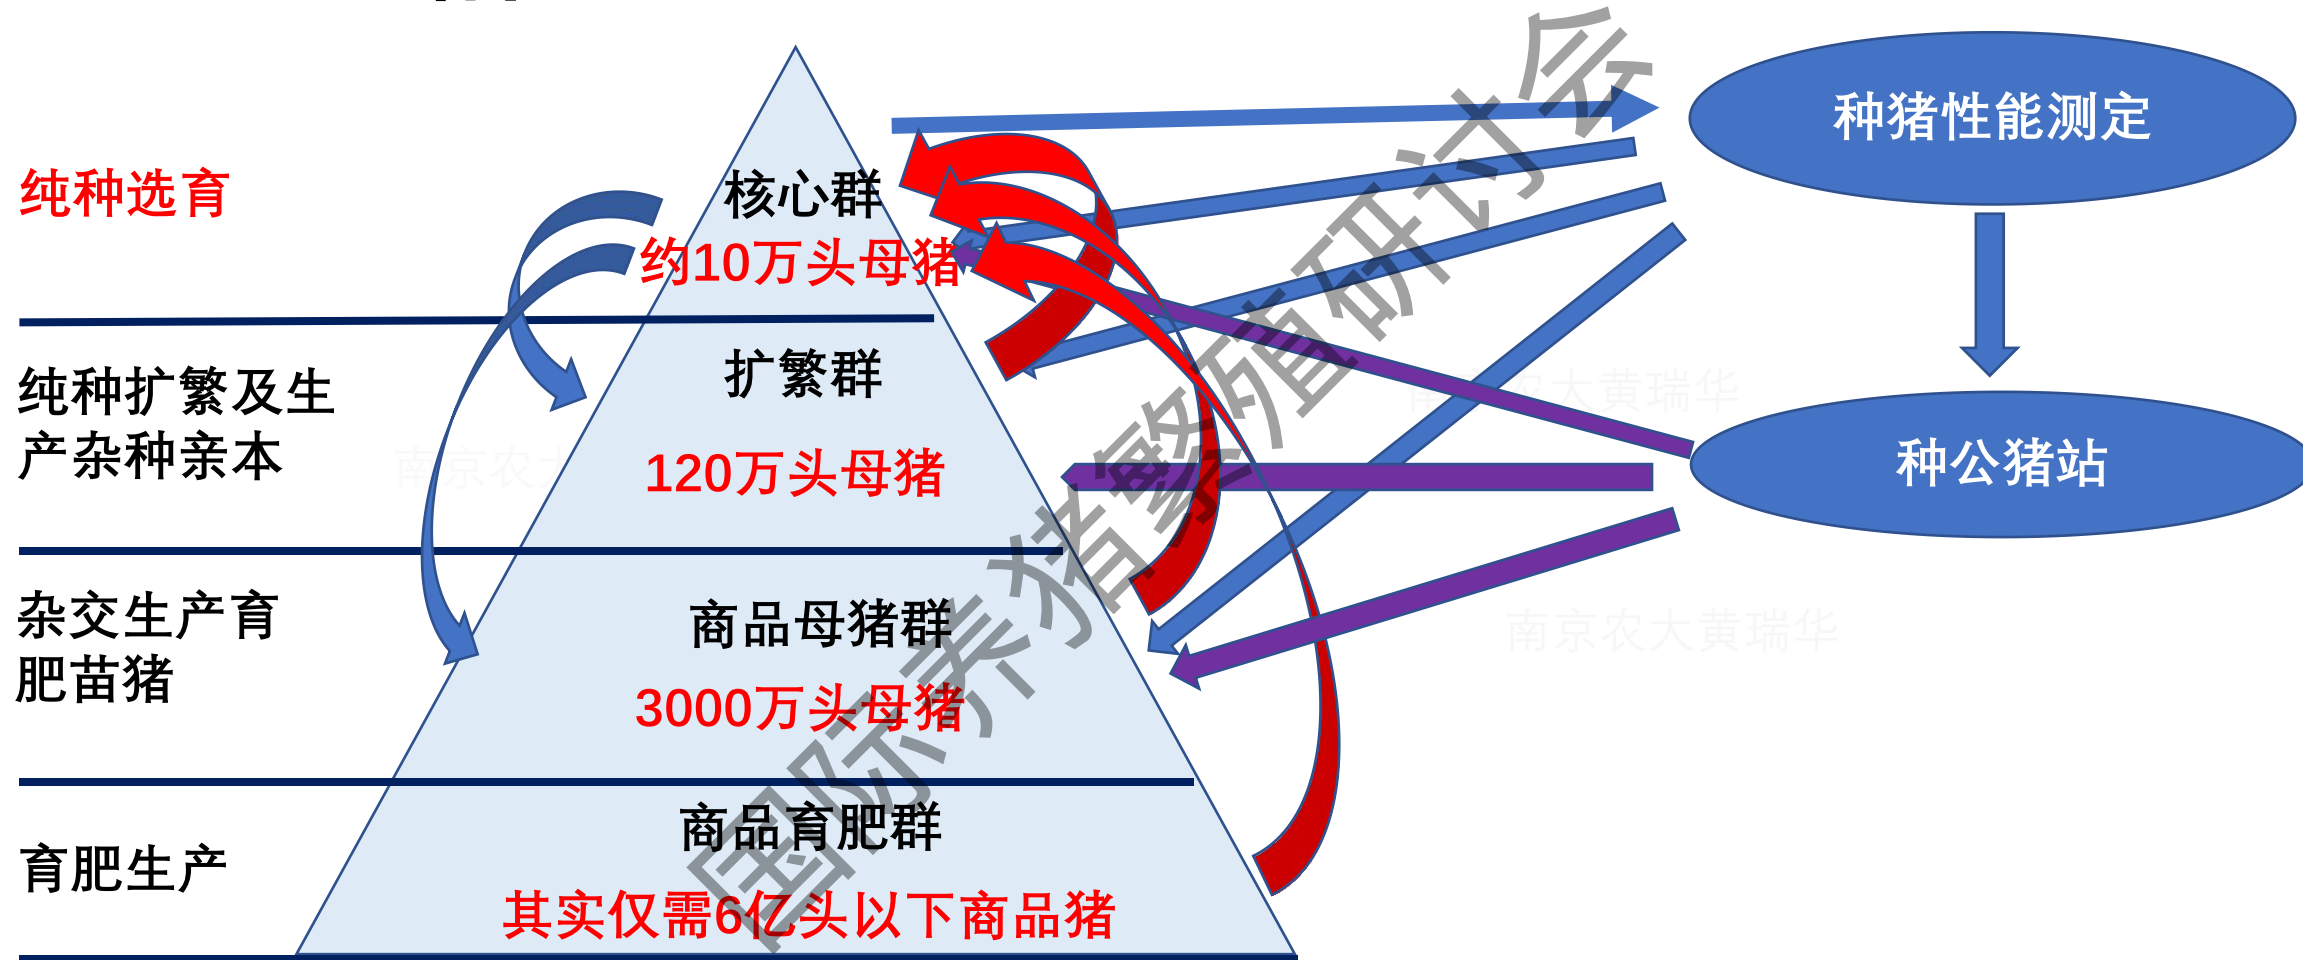 纯种选育
核心群
约10万头母猪
种猪性能测定
纯种扩繁及生
产杂种亲本
扩繁群
120万头母猪
种公猪站
杂交生产育
肥苗猪
商品母猪群
3000万头母猪
育肥生产
商品育肥群
其实仅需6亿头以下商品猪
国际养猪繁殖研讨会
南京农大
南京农大黄瑞华
南京农大黄瑞华